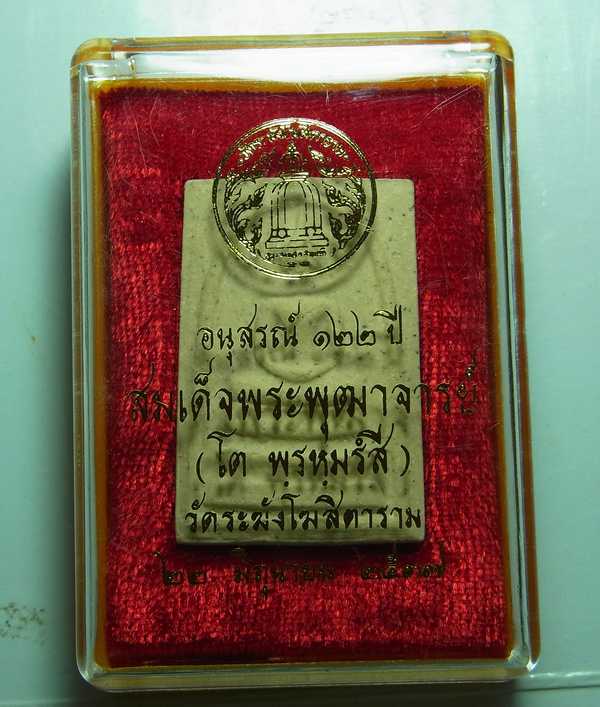 อนุสรณ์ ๑๒๒ ปี
สมเด็จพระพุฒาจารย์
(โต พฺรหฺมรํสี)
วัดระฆังโฆสิตาราม
๒๒ มิถุนายน ๒๕๓๗